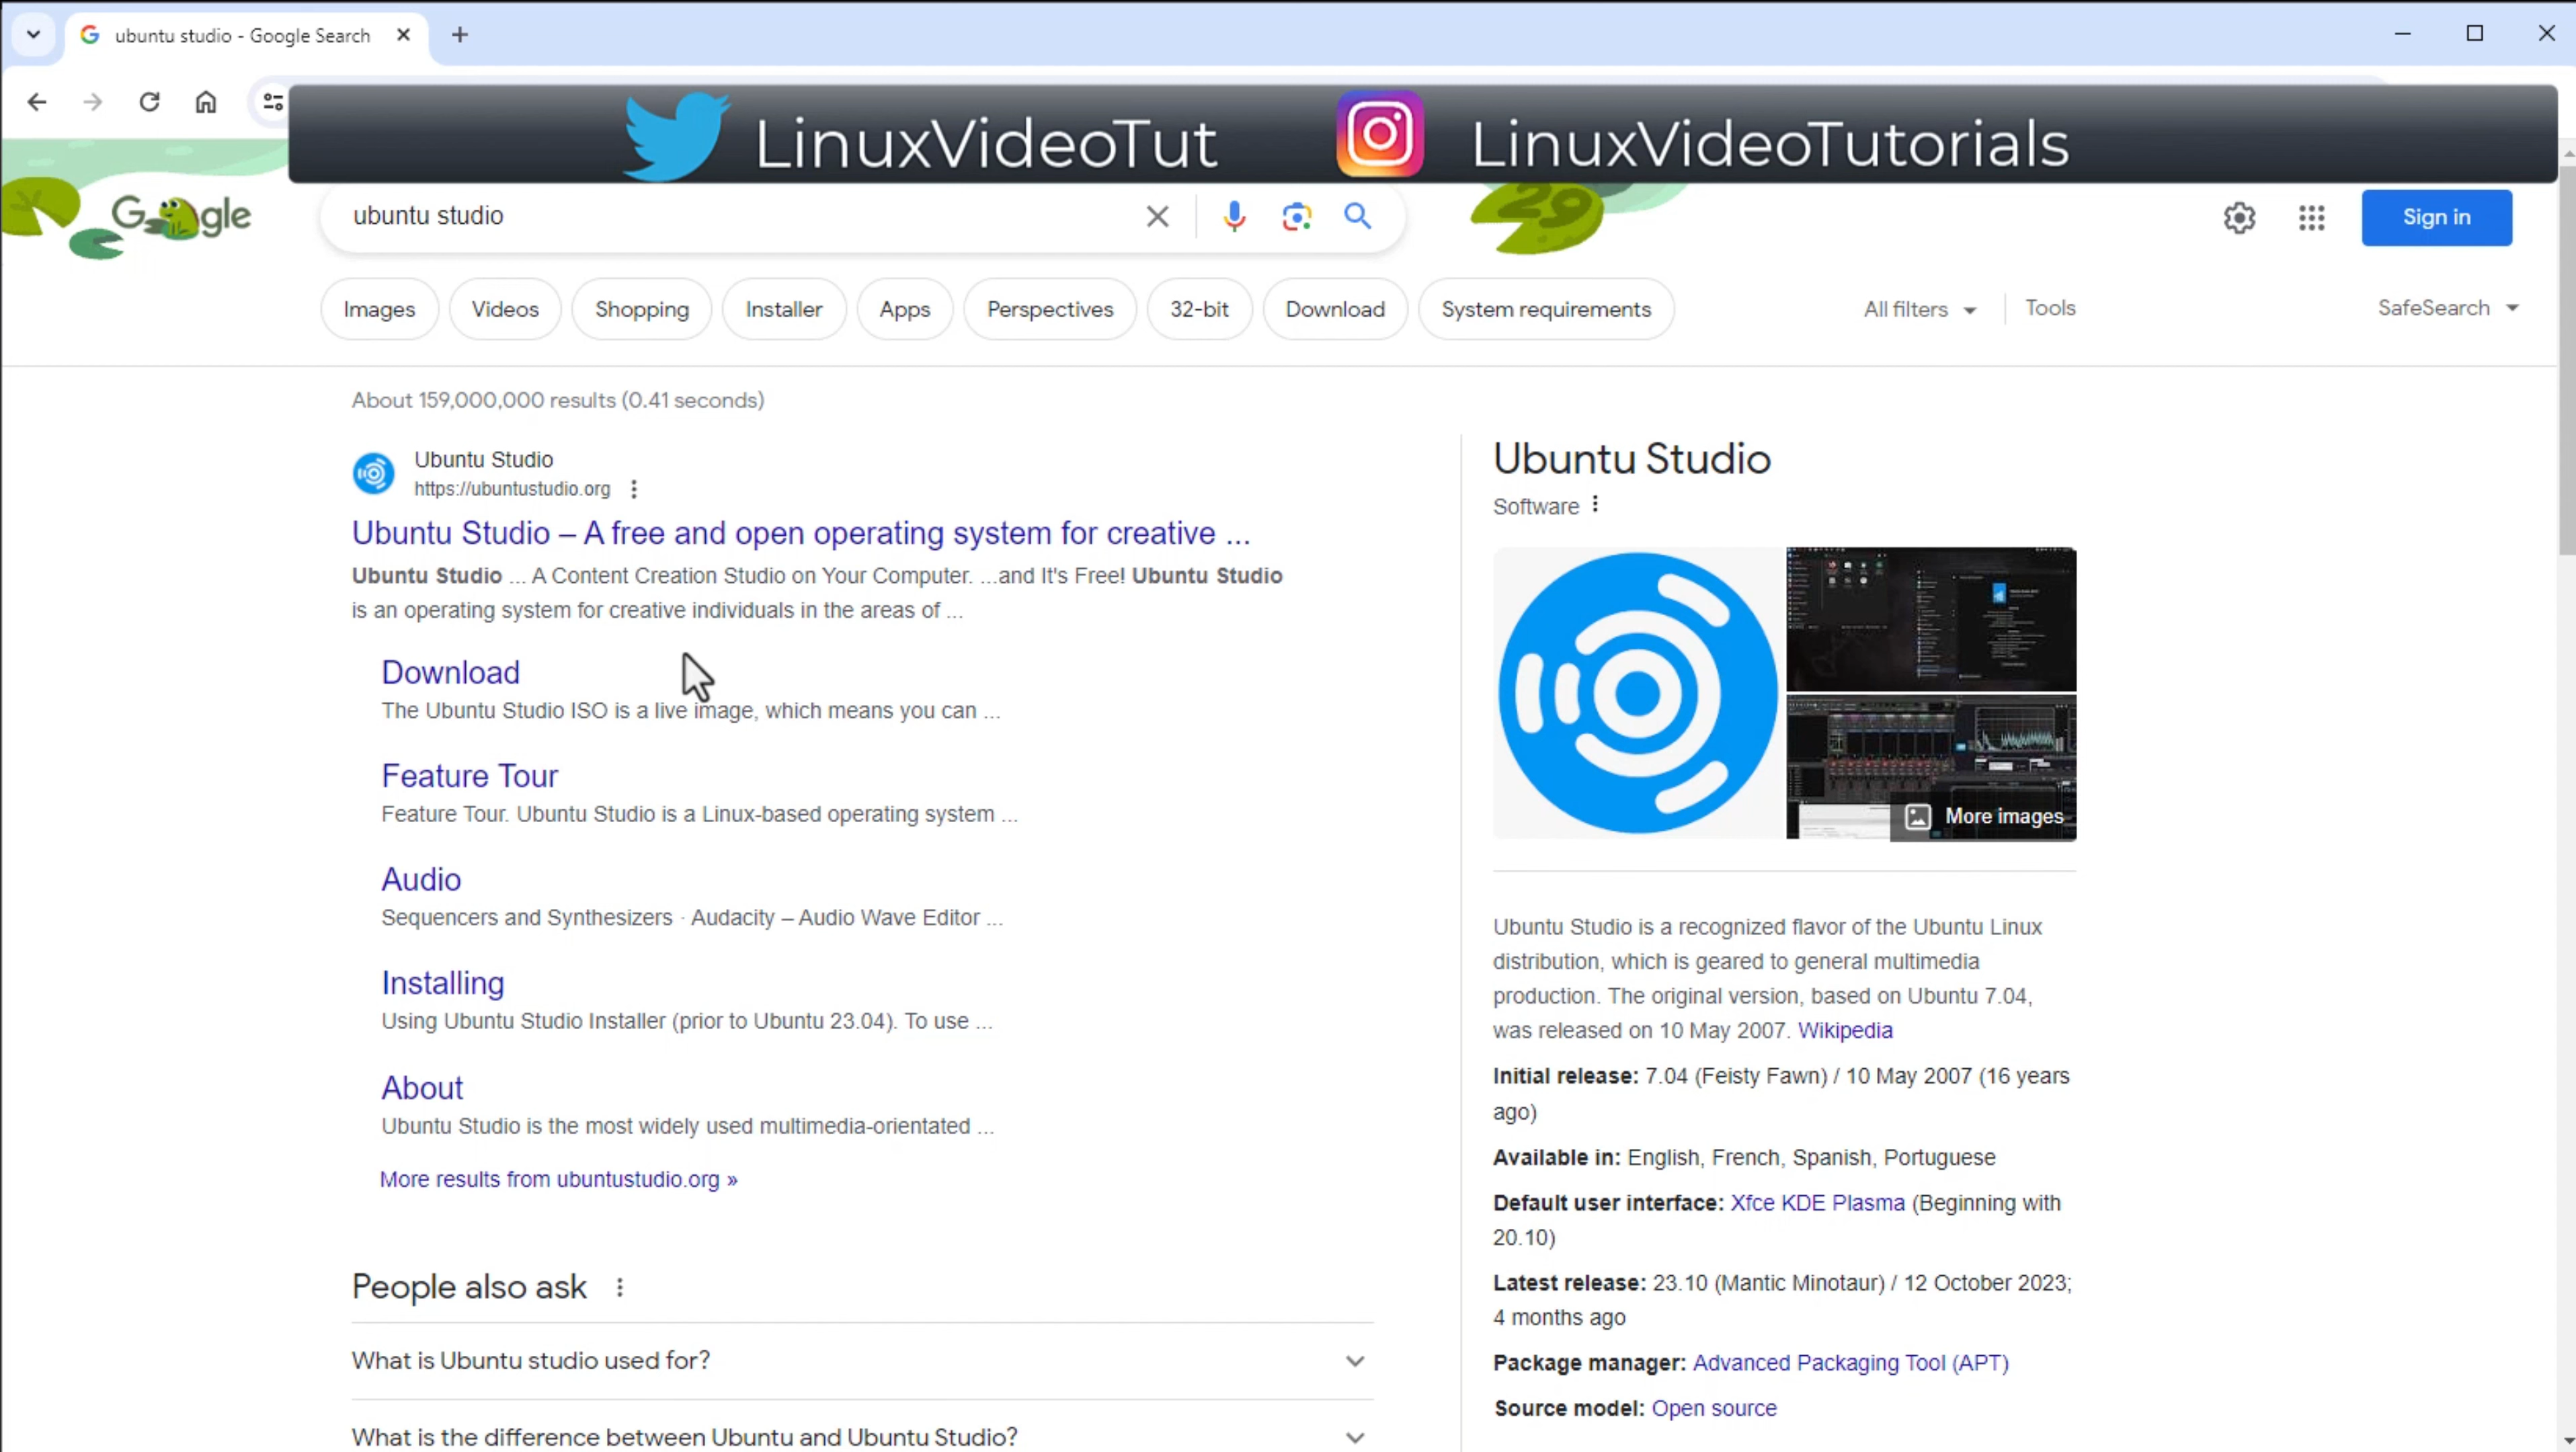 ubuntu studio - Google Search
LinuxVideoTut
LinuxVideoTutorials
Google
ubuntu studio
29
Sign in
Images
Videos
Shopping
Installer
Apps
Perspectives
32-bit
Download
System requirements
All filters
Tools
SafeSearch
About 159,000,000 results (0.41 seconds)
Ubuntu Studio
https://ubuntustudio.org
Ubuntu Studio – A free and open operating system for creative ...
Ubuntu Studio ... A Content Creation Studio on Your Computer. ...and It's Free! Ubuntu Studio
is an operating system for creative individuals in the areas of ...
Download
The Ubuntu Studio ISO is a live image, which means you can ...
Feature Tour
Feature Tour. Ubuntu Studio is a Linux-based operating system ...
Audio
Sequencers and Synthesizers · Audacity – Audio Wave Editor ...
Installing
Using Ubuntu Studio Installer (prior to Ubuntu 23.04). To use ...
About
Ubuntu Studio is the most widely used multimedia-orientated ...
More results from ubuntustudio.org »
People also ask
What is Ubuntu studio used for?
What is the difference between Ubuntu and Ubuntu Studio?
Ubuntu Studio
Software
More images
Ubuntu Studio is a recognized flavor of the Ubuntu Linux
distribution, which is geared to general multimedia
production. The original version, based on Ubuntu 7.04,
was released on 10 May 2007. Wikipedia
Initial release: 7.04 (Feisty Fawn) / 10 May 2007 (16 years
ago)
Available in: English, French, Spanish, Portuguese
Default user interface: Xfce KDE Plasma (Beginning with
20.10)
Latest release: 23.10 (Mantic Minotaur) / 12 October 2023;
4 months ago
Package manager: Advanced Packaging Tool (APT)
Source model: Open source